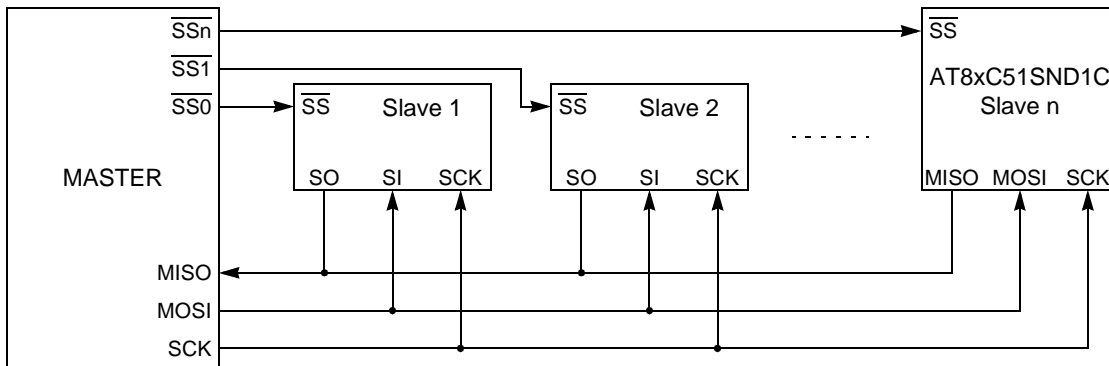 SSn
SS
SS1
AT8xC51SND1C
Slave n
SS0
SS
Slave 1
SS
Slave 2
MASTER
SO SI SCK
SO SI SCK
MISO MOSI SCK
MISO
MOSI
SCK